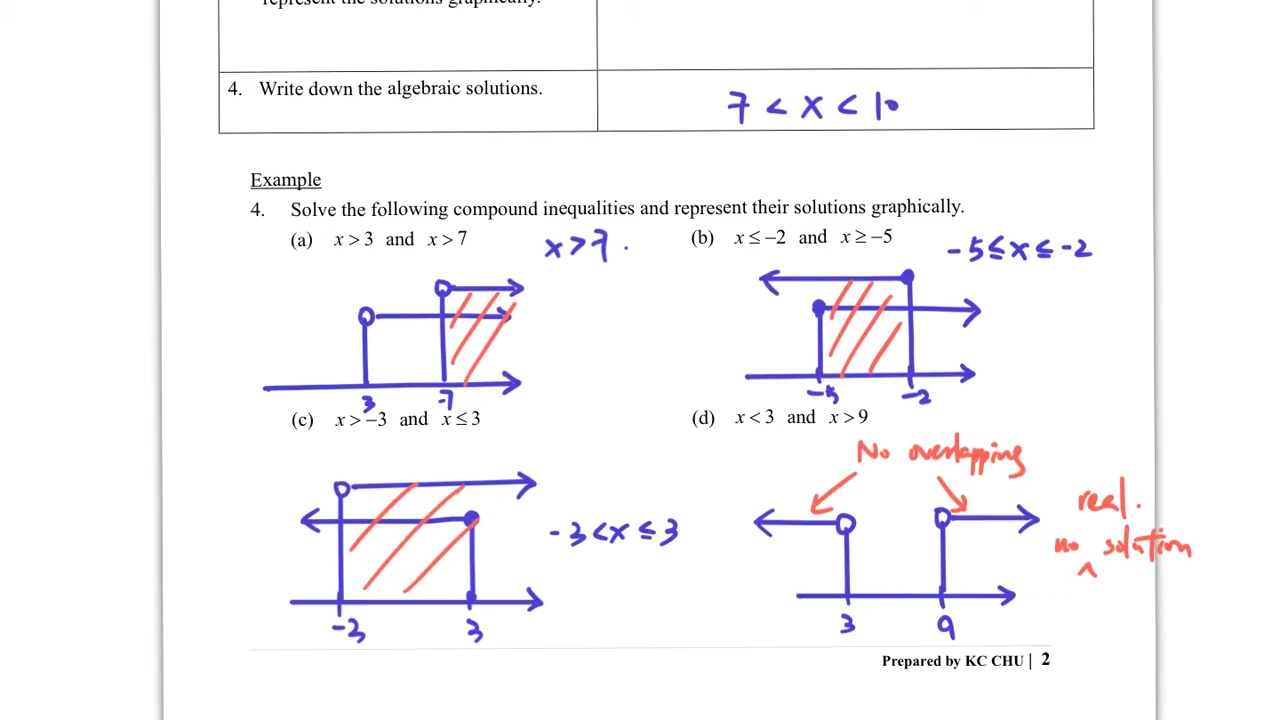 represent the solutions graphically.
4. Write down the algebraic solutions.
7 < x < 10
Example
4. Solve the following compound inequalities and represent their solutions graphically.
(a) x > 3 and x > 7
x > 7 .
(b) x ≤ −2 and x ≥ −5
-5 ≤ x ≤ -2
3
7
-5
-2
(c) x > −3 and x ≤ 3
-3 < x ≤ 3
-3
3
(d) x < 3 and x > 9
No overlapping
real.
no ^ solution
3
9
Prepared by KC CHU | 2